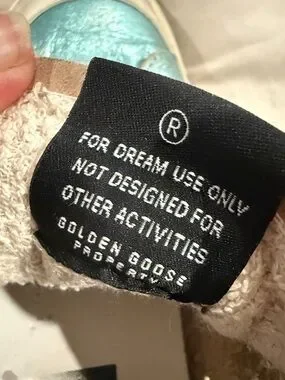 ®
FOR DREAM USE ONLY
NOT DESIGNED FOR
OTHER ACTIVITIES
GOLDEN GOOSE
PROPERTY